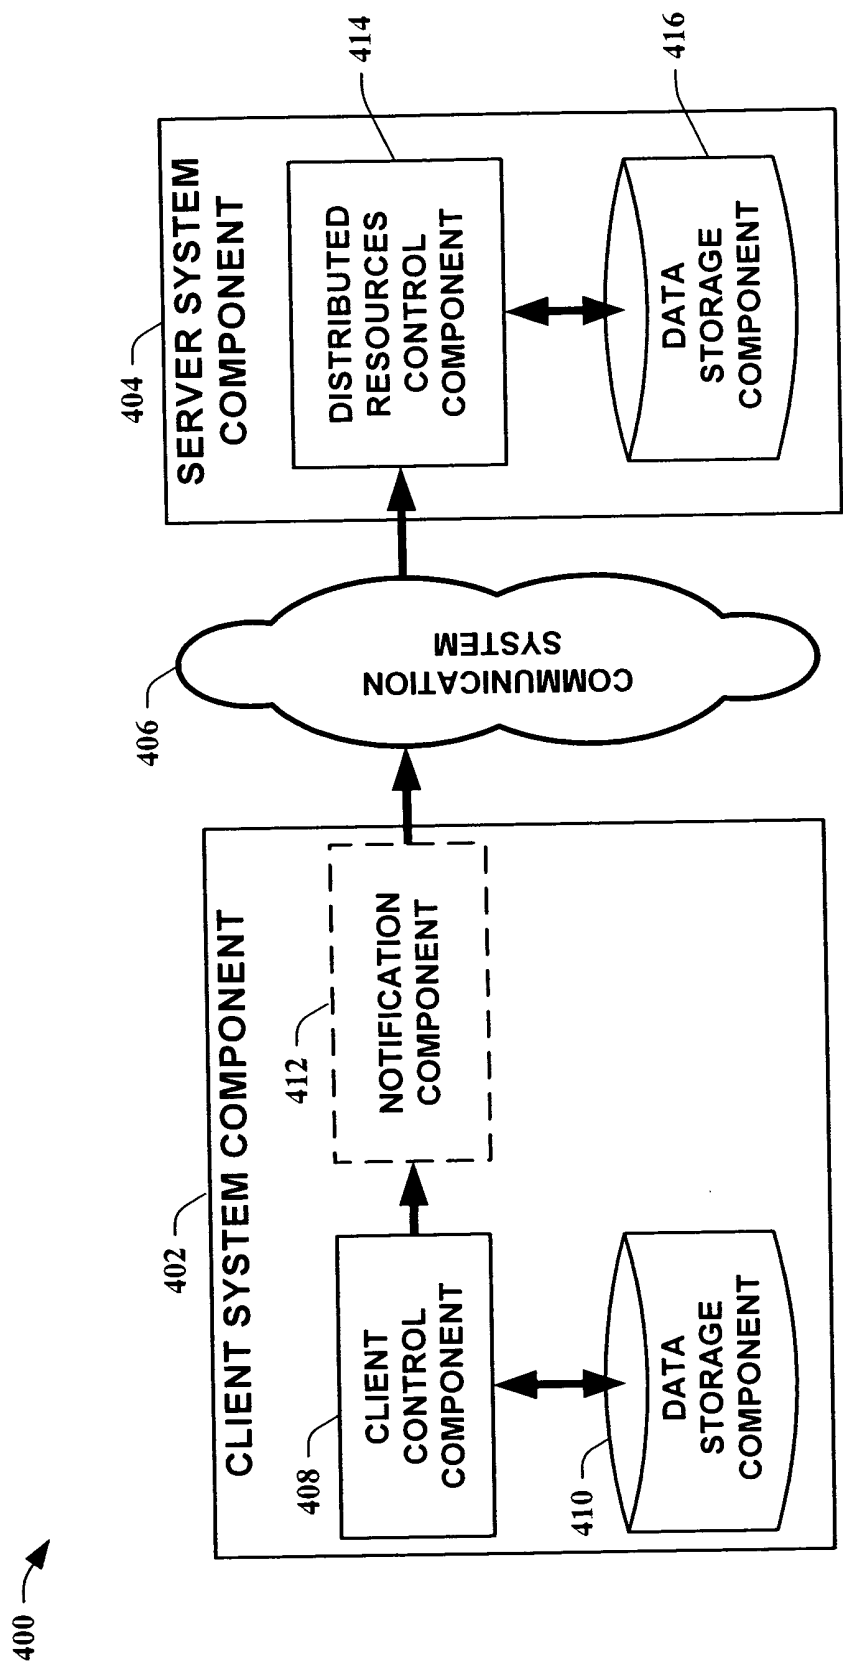 400
402
CLIENT SYSTEM COMPONENT
408
CLIENT
CONTROL
COMPONENT
410
DATA
STORAGE
COMPONENT
412
NOTIFICATION
COMPONENT
406
COMMUNICATION
SYSTEM
404
SERVER SYSTEM
COMPONENT
414
DISTRIBUTED
RESOURCES
CONTROL
COMPONENT
416
DATA
STORAGE
COMPONENT